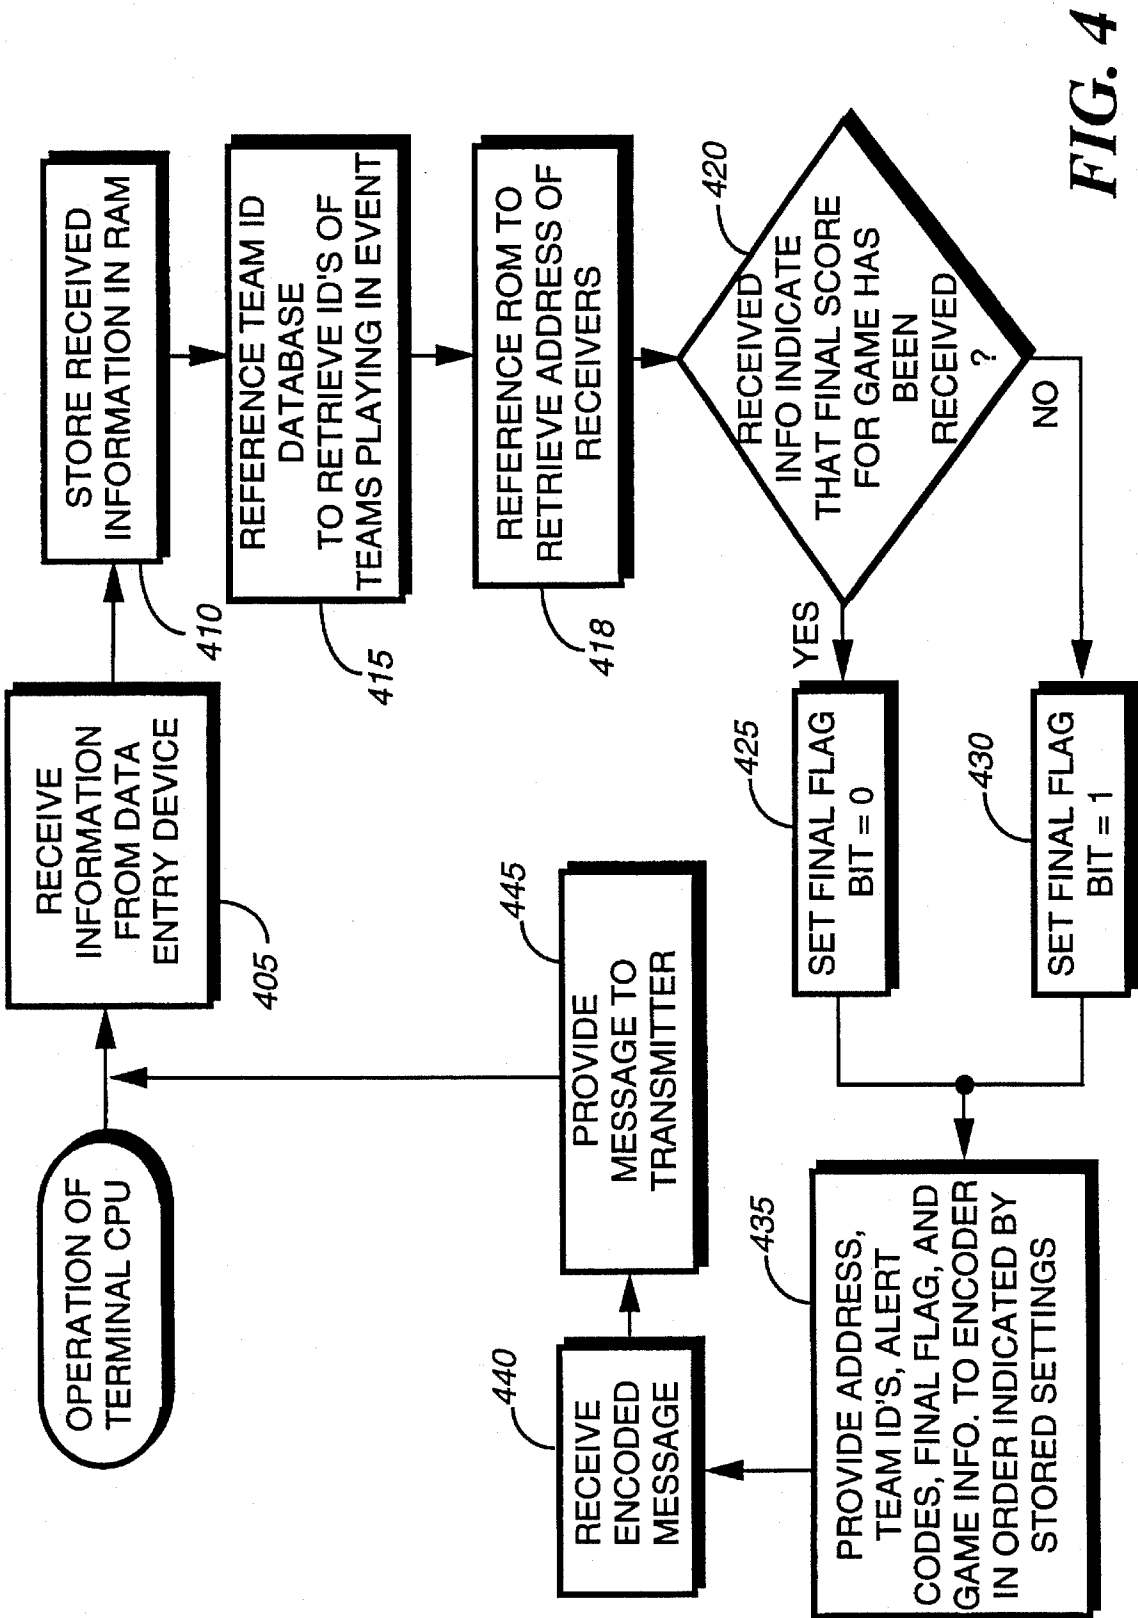 OPERATION OF
TERMINAL CPU
RECEIVE
INFORMATION
FROM DATA
ENTRY DEVICE
405
STORE RECEIVED
INFORMATION IN RAM
410
REFERENCE TEAM ID
DATABASE
TO RETRIEVE ID'S OF
TEAMS PLAYING IN EVENT
415
REFERENCE ROM TO
RETRIEVE ADDRESS OF
RECEIVERS
418
RECEIVED
INFO INDICATE
THAT FINAL SCORE
FOR GAME HAS
BEEN
RECEIVED
?
420
YES
NO
SET FINAL FLAG
BIT = 0
425
SET FINAL FLAG
BIT = 1
430
PROVIDE ADDRESS,
TEAM ID'S, ALERT
CODES, FINAL FLAG, AND
GAME INFO. TO ENCODER
IN ORDER INDICATED BY
STORED SETTINGS
435
RECEIVE
ENCODED
MESSAGE
440
PROVIDE
MESSAGE TO
TRANSMITTER
445
FIG. 4